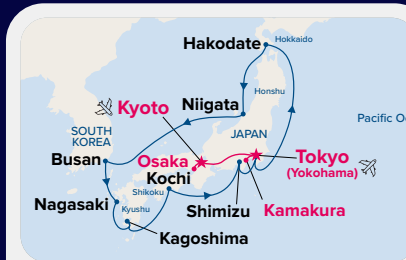 Hakodate
Hokkaido
Honshu
Kyoto
Niigata
Pacific Oc
SOUTH
KOREA
JAPAN
Busan
Osaka
Tokyo
(Yokohama)
Kochi
Shikoku
Nagasaki
Kyushu
Shimizu
Kamakura
Kagoshima